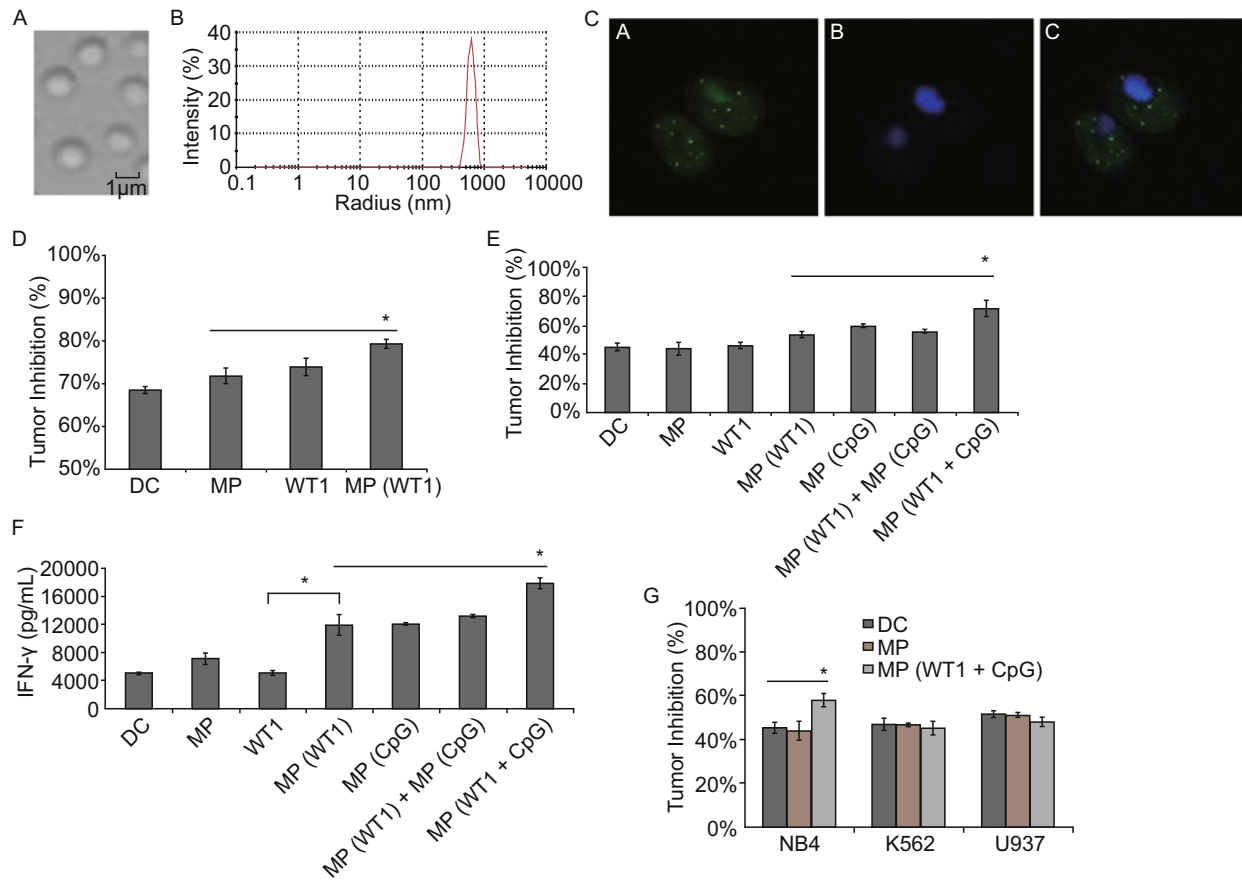 A
1μm
B
Intensity (%)
40
30
20
10
0
0.1 1 10 100 1000 10000
Radius (nm)
C
A
B
C
D
Tumor Inhibition (%)
100%
90%
80%
70%
60%
50%
*
DC MP WT1 MP (WT1)
E
Tumor Inhibition (%)
100%
80%
60%
40%
20%
0%
*
DC
MP
WT1
MP (WT1)
MP (CpG)
MP (WT1) + MP (CpG)
MP (WT1 + CpG)
F
IFN-γ (pg/mL)
20000
16000
12000
8000
4000
0
*
*
DC
MP
WT1
MP (WT1)
MP (CpG)
MP (WT1) + MP (CpG)
MP (WT1 + CpG)
G
Tumor Inhibition (%)
100%
80%
60%
40%
20%
0%
DC
MP
MP (WT1 + CpG)
*
NB4 K562 U937